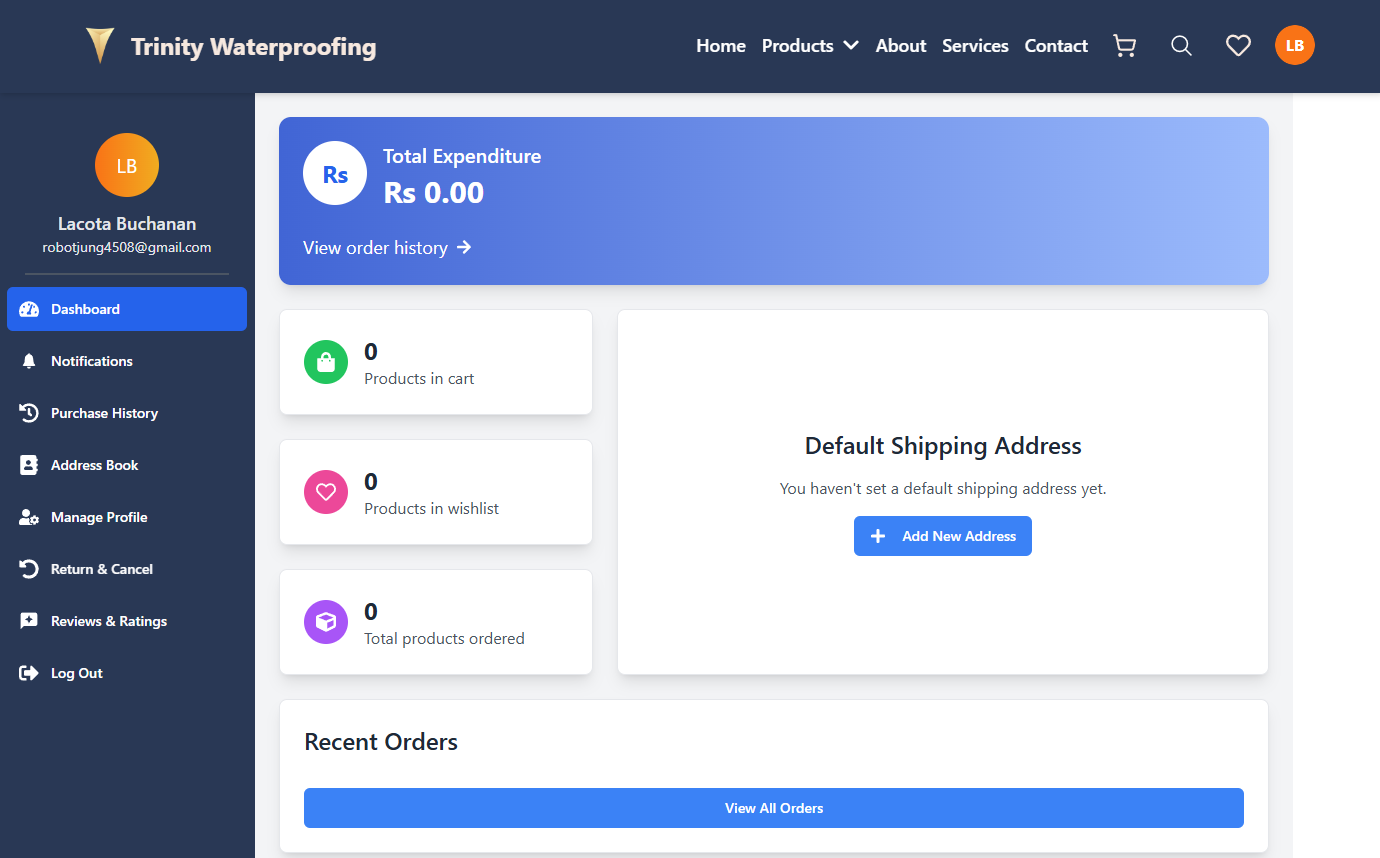 Trinity Waterproofing
Home Products About Services Contact LB
LB
Lacota Buchanan
robotjung4508@gmail.com
Dashboard
Notifications
Purchase History
Address Book
Manage Profile
Return & Cancel
Reviews & Ratings
Log Out
Rs
Total Expenditure
Rs 0.00
View order history
0
Products in cart
0
Products in wishlist
0
Total products ordered
Default Shipping Address
You haven't set a default shipping address yet.
Add New Address
Recent Orders
View All Orders